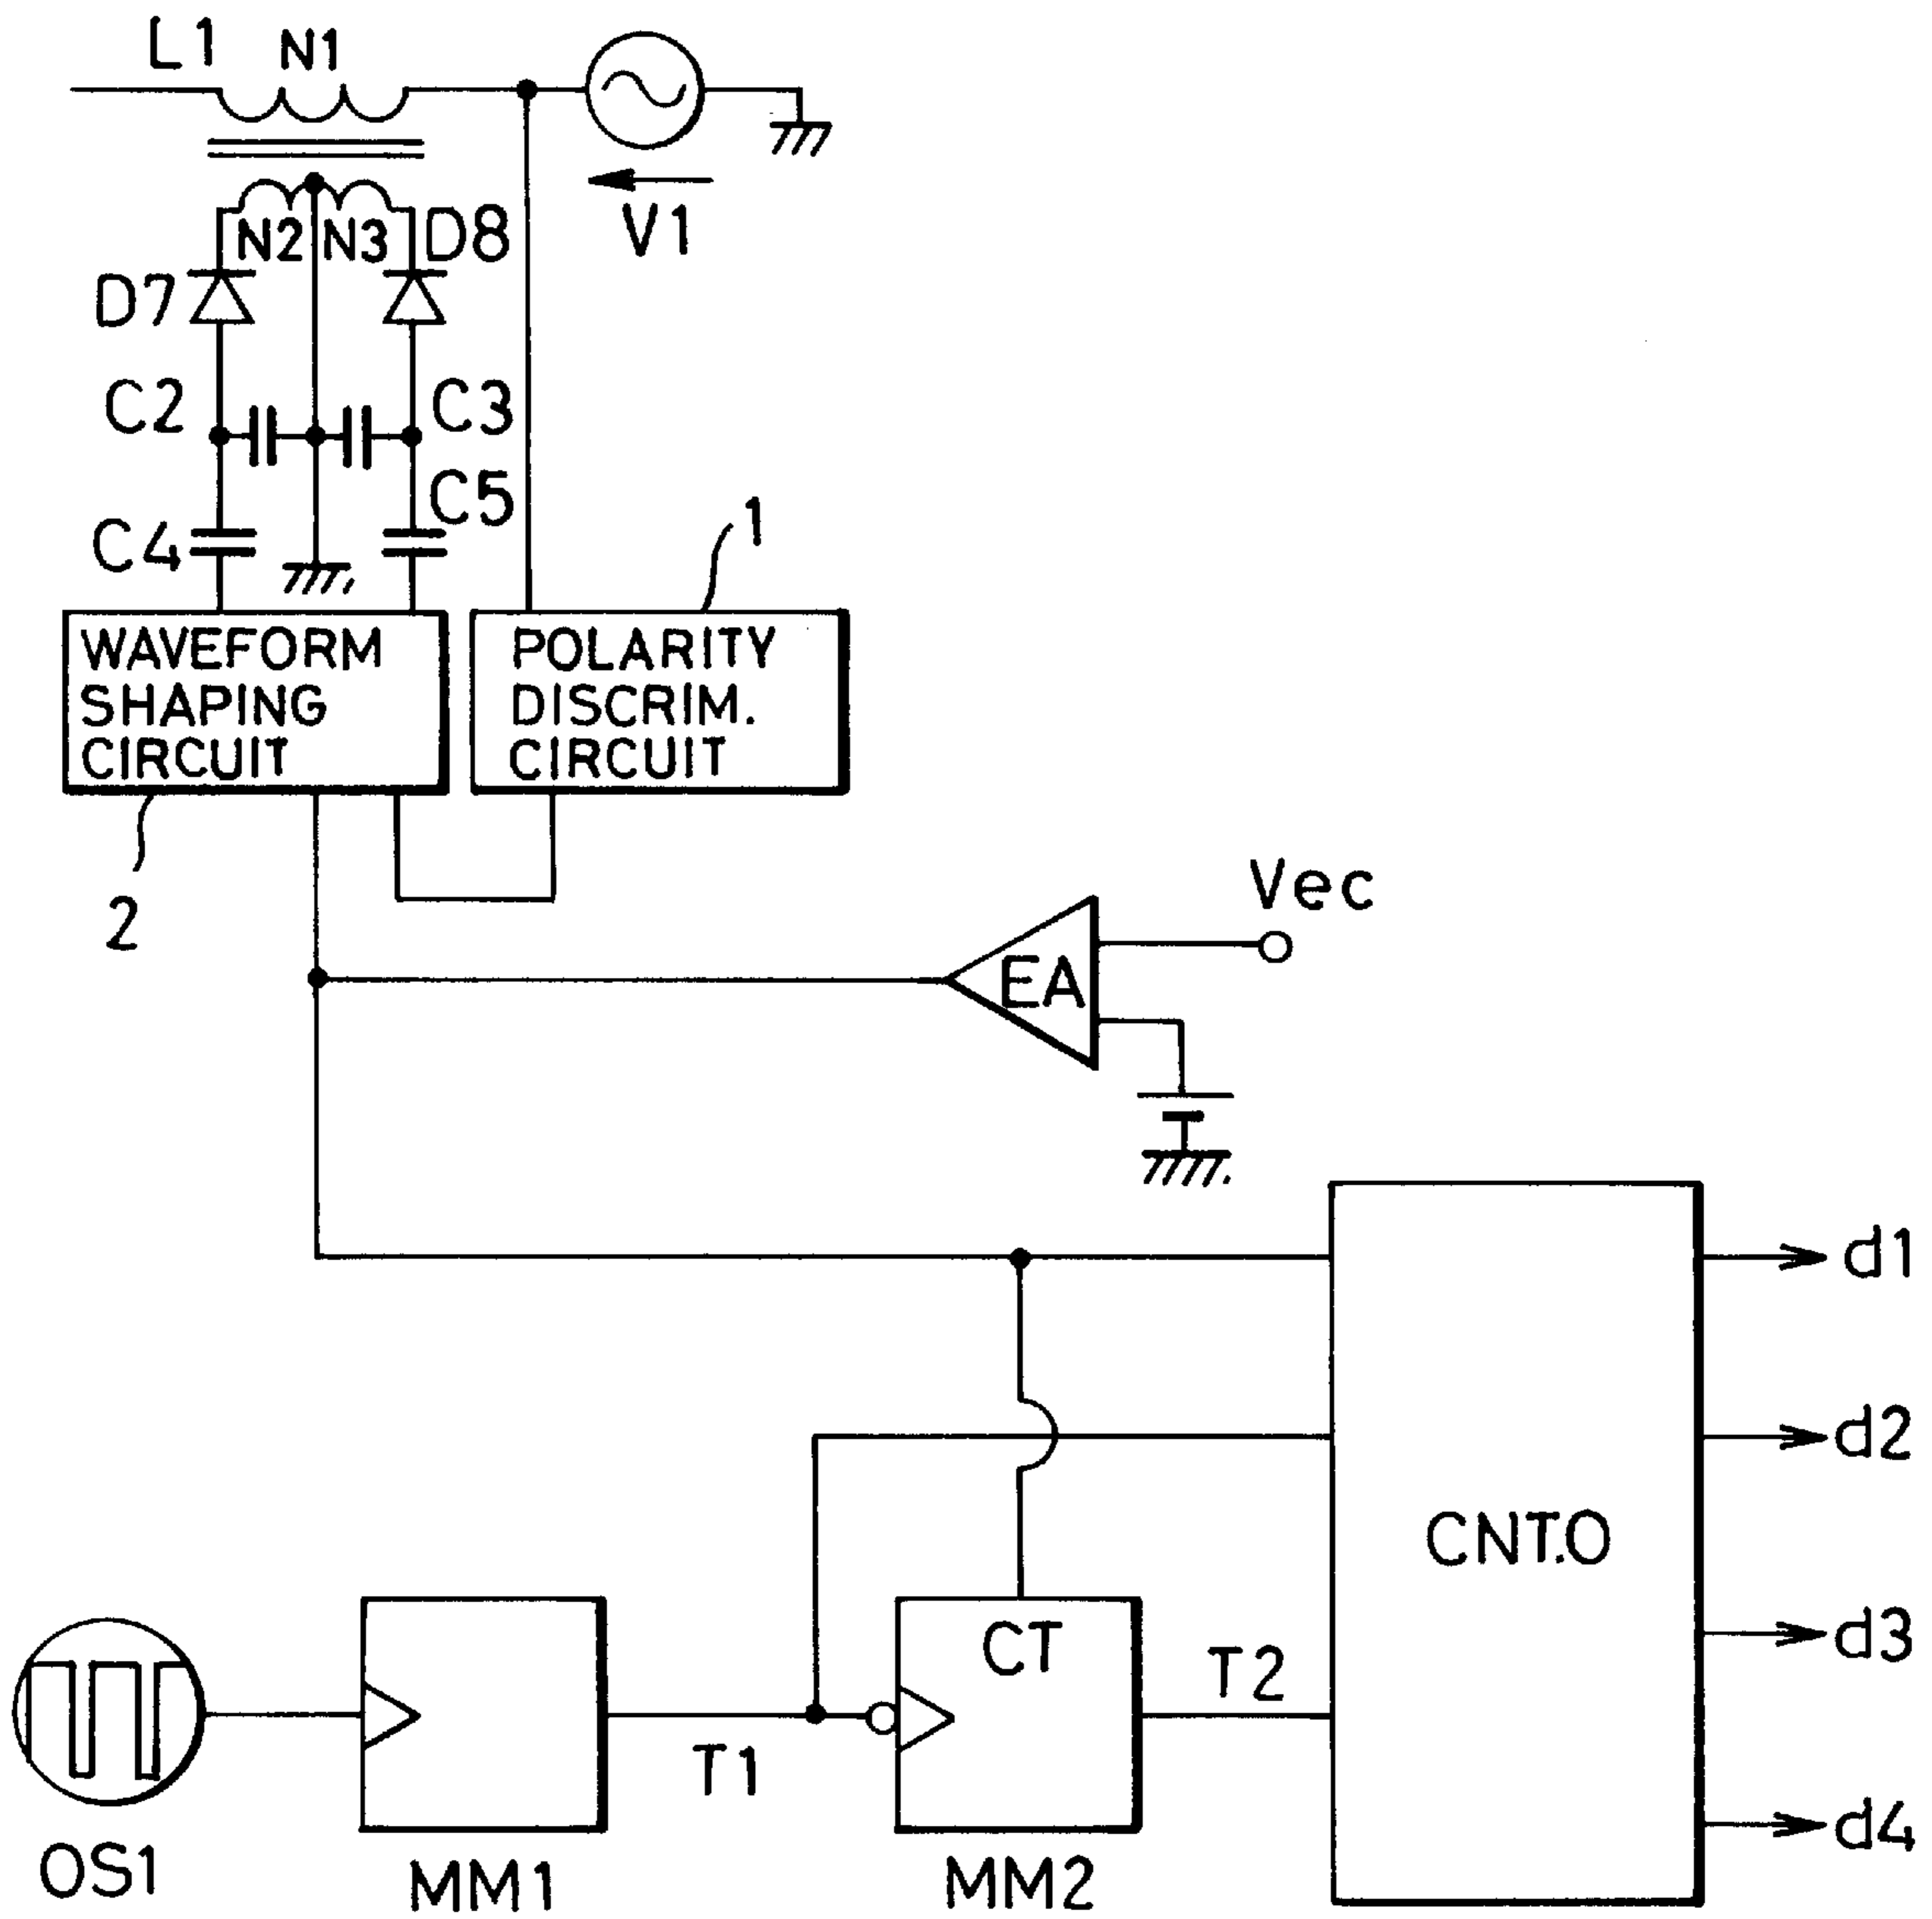 L1 N1
V1
N2 N3 D8
D7
C2 C3
C5
C4
1
WAVEFORM
SHAPING
CIRCUIT
POLARITY
DISCRIM.
CIRCUIT
2
Vec
EA
d1
d2
CNT.O
CT
T2
d3
T1
d4
OS1
MM1
MM2